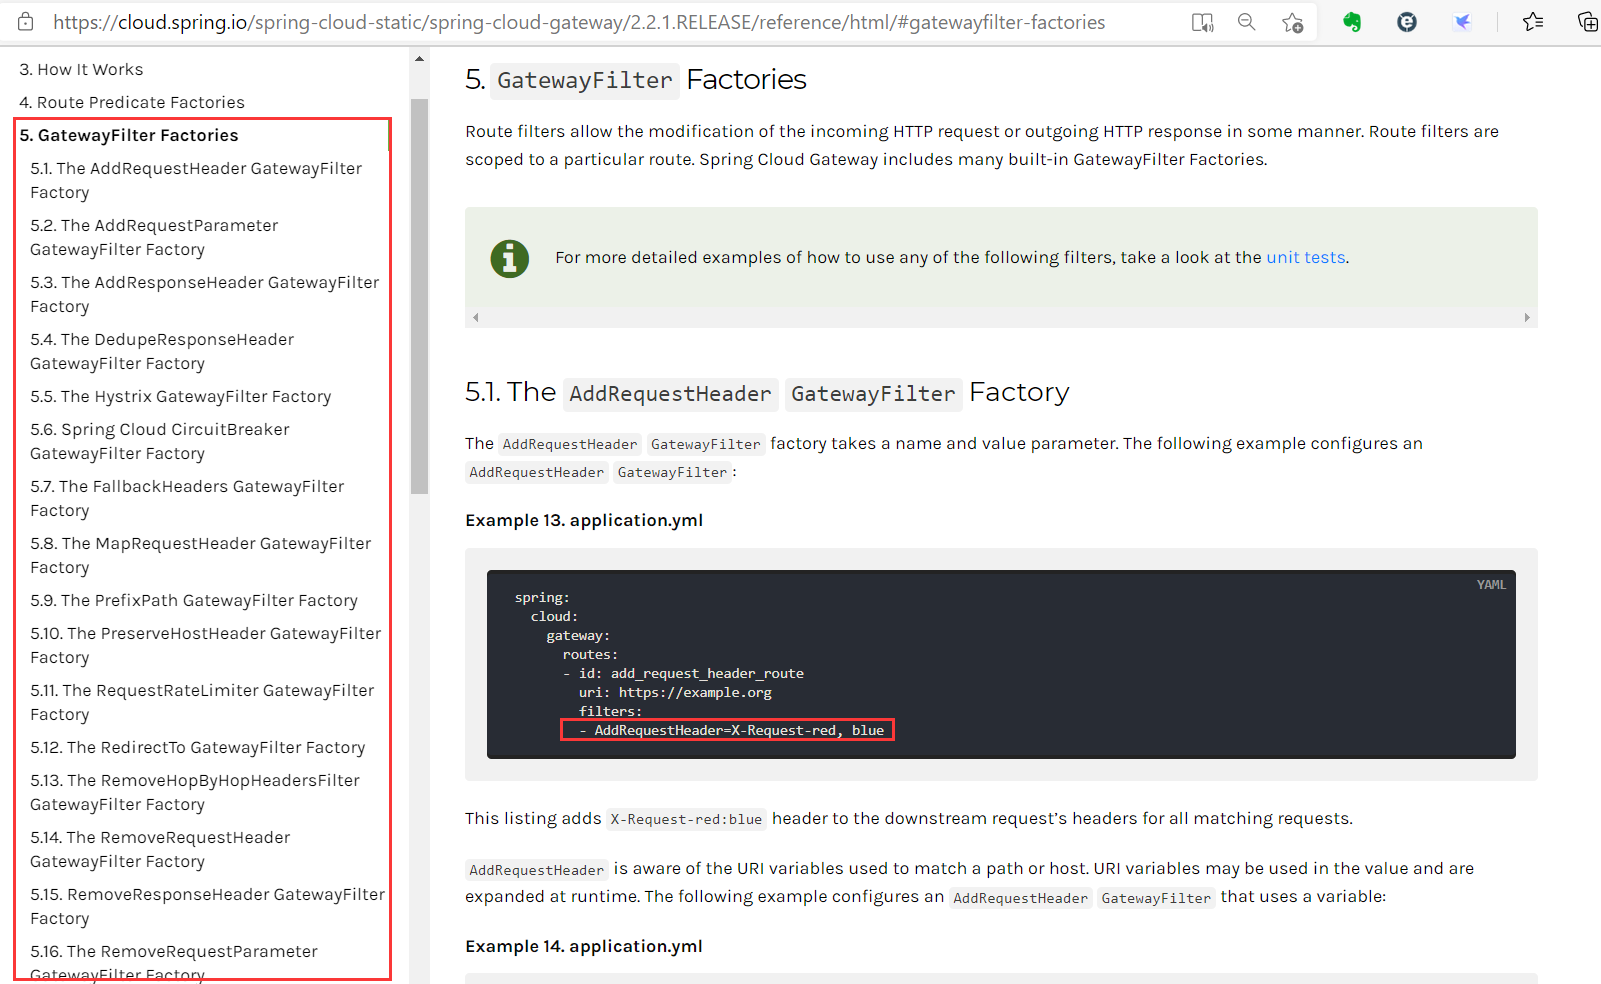 https://cloud.spring.io/spring-cloud-static/spring-cloud-gateway/2.2.1.RELEASE/reference/html/#gatewayfilter-factories
3. How It Works
4. Route Predicate Factories
5. GatewayFilter Factories
5.1. The AddRequestHeader GatewayFilter
Factory
5.2. The AddRequestParameter
GatewayFilter Factory
5.3. The AddResponseHeader GatewayFilter
Factory
5.4. The DedupeResponseHeader
GatewayFilter Factory
5.5. The Hystrix GatewayFilter Factory
5.6. Spring Cloud CircuitBreaker
GatewayFilter Factory
5.7. The FallbackHeaders GatewayFilter
Factory
5.8. The MapRequestHeader GatewayFilter
Factory
5.9. The PrefixPath GatewayFilter Factory
5.10. The PreserveHostHeader GatewayFilter
Factory
5.11. The RequestRateLimiter GatewayFilter
Factory
5.12. The RedirectTo GatewayFilter Factory
5.13. The RemoveHopByHopHeadersFilter
GatewayFilter Factory
5.14. The RemoveRequestHeader
GatewayFilter Factory
5.15. RemoveResponseHeader GatewayFilter
Factory
5.16. The RemoveRequestParameter
GatewayFilter Factory
5. GatewayFilter Factories
Route filters allow the modification of the incoming HTTP request or outgoing HTTP response in some manner. Route filters are
scoped to a particular route. Spring Cloud Gateway includes many built-in GatewayFilter Factories.
For more detailed examples of how to use any of the following filters, take a look at the unit tests.
5.1. The AddRequestHeader GatewayFilter Factory
The AddRequestHeader GatewayFilter factory takes a name and value parameter. The following example configures an
AddRequestHeader GatewayFilter:
Example 13. application.yml
YAML
spring:
cloud:
gateway:
routes:
- id: add_request_header_route
uri: https://example.org
filters:
- AddRequestHeader=X-Request-red, blue
This listing adds X-Request-red:blue header to the downstream request's headers for all matching requests.
AddRequestHeader is aware of the URI variables used to match a path or host. URI variables may be used in the value and are
expanded at runtime. The following example configures an AddRequestHeader GatewayFilter that uses a variable:
Example 14. application.yml